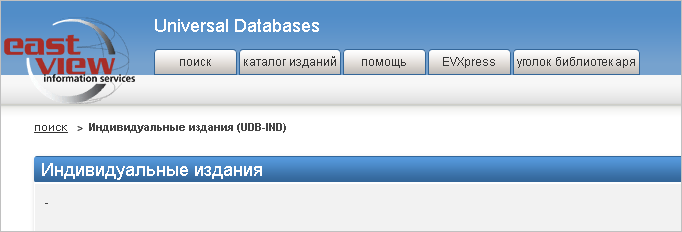 east
view
information services
Universal Databases
поиск
каталог изданий
помощь
EVXpress
уголок библиотекаря
поиск > Индивидуальные издания (UDB-IND)
Индивидуальные издания
-